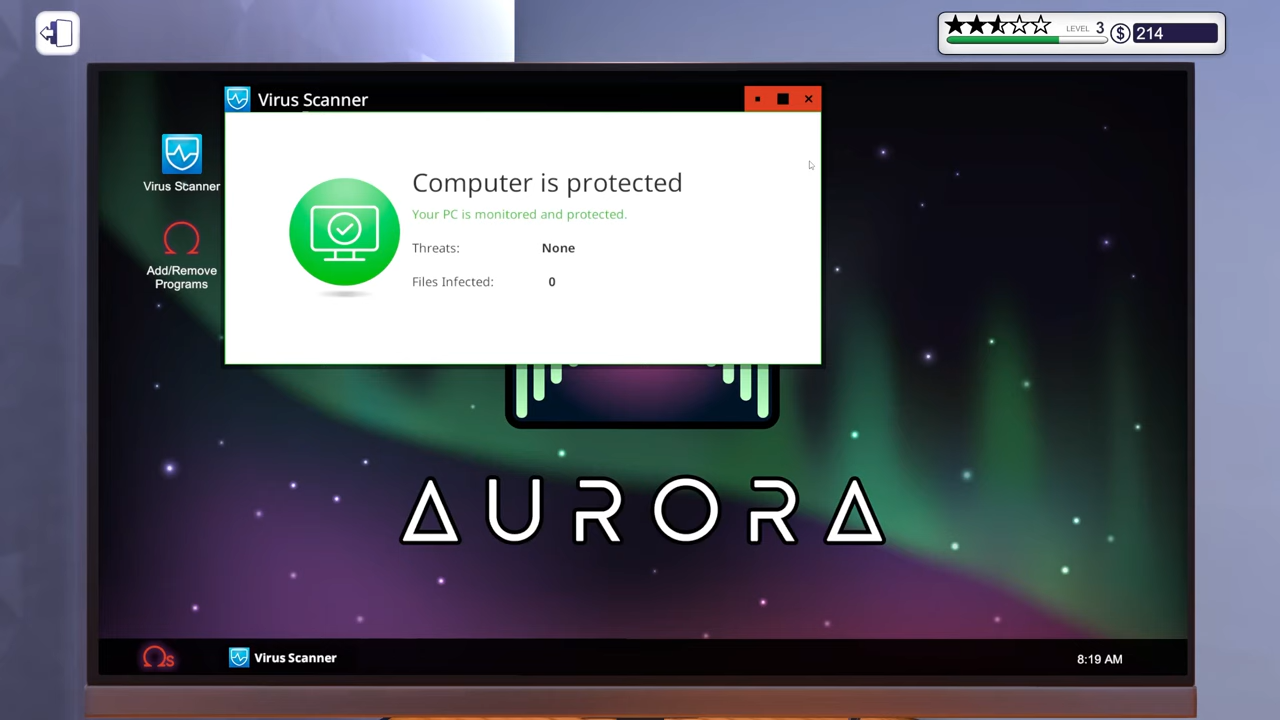 LEVEL 3
$ 214
Virus Scanner
Virus Scanner
Computer is protected
Your PC is monitored and protected.
Threats: None
Files Infected: 0
Add/Remove
Programs
AURORA
Ωs
Virus Scanner
8:19 AM